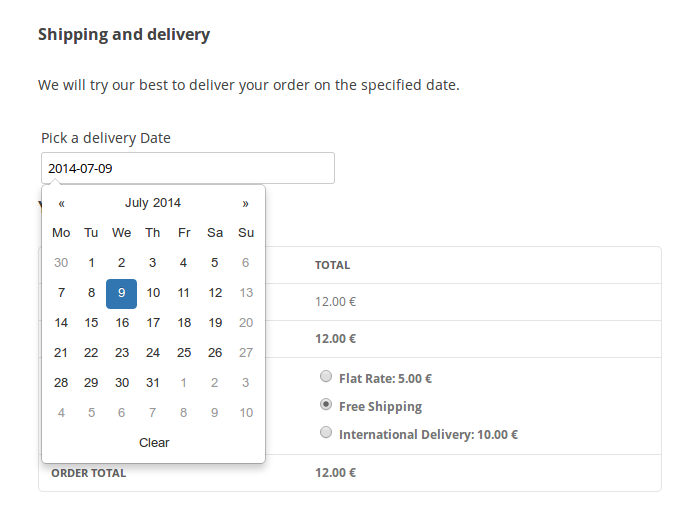 Shipping and delivery
We will try our best to deliver your order on the specified date.
Pick a delivery Date
2014-07-09
« July 2014 »
Mo Tu We Th Fr Sa Su
30 1 2 3 4 5 6
7 8 9 10 11 12 13
14 15 16 17 18 19 20
21 22 23 24 25 26 27
28 29 30 31 1 2 3
4 5 6 7 8 9 10
Clear
TOTAL
12.00 €
12.00 €
Flat Rate: 5.00 €
Free Shipping
International Delivery: 10.00 €
ORDER TOTAL 12.00 €